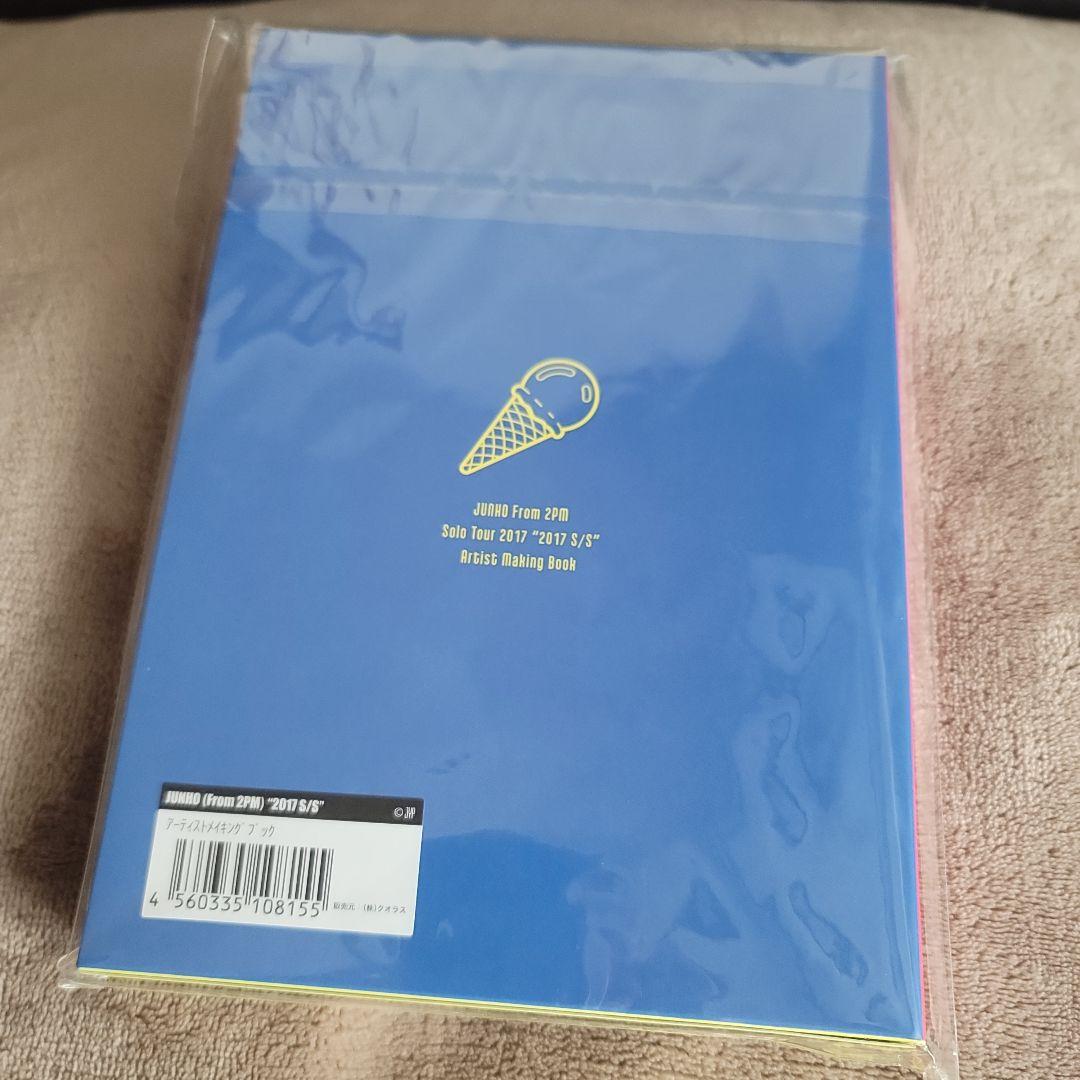 JUNHO From 2PM
Solo Tour 2017 "2017 S/S"
Artist Making Book
JUNHO (From 2PM) "2017 S/S"
©JYP
アーティストメイキングブック
4 560335 108155
販売元 (株)クオラス